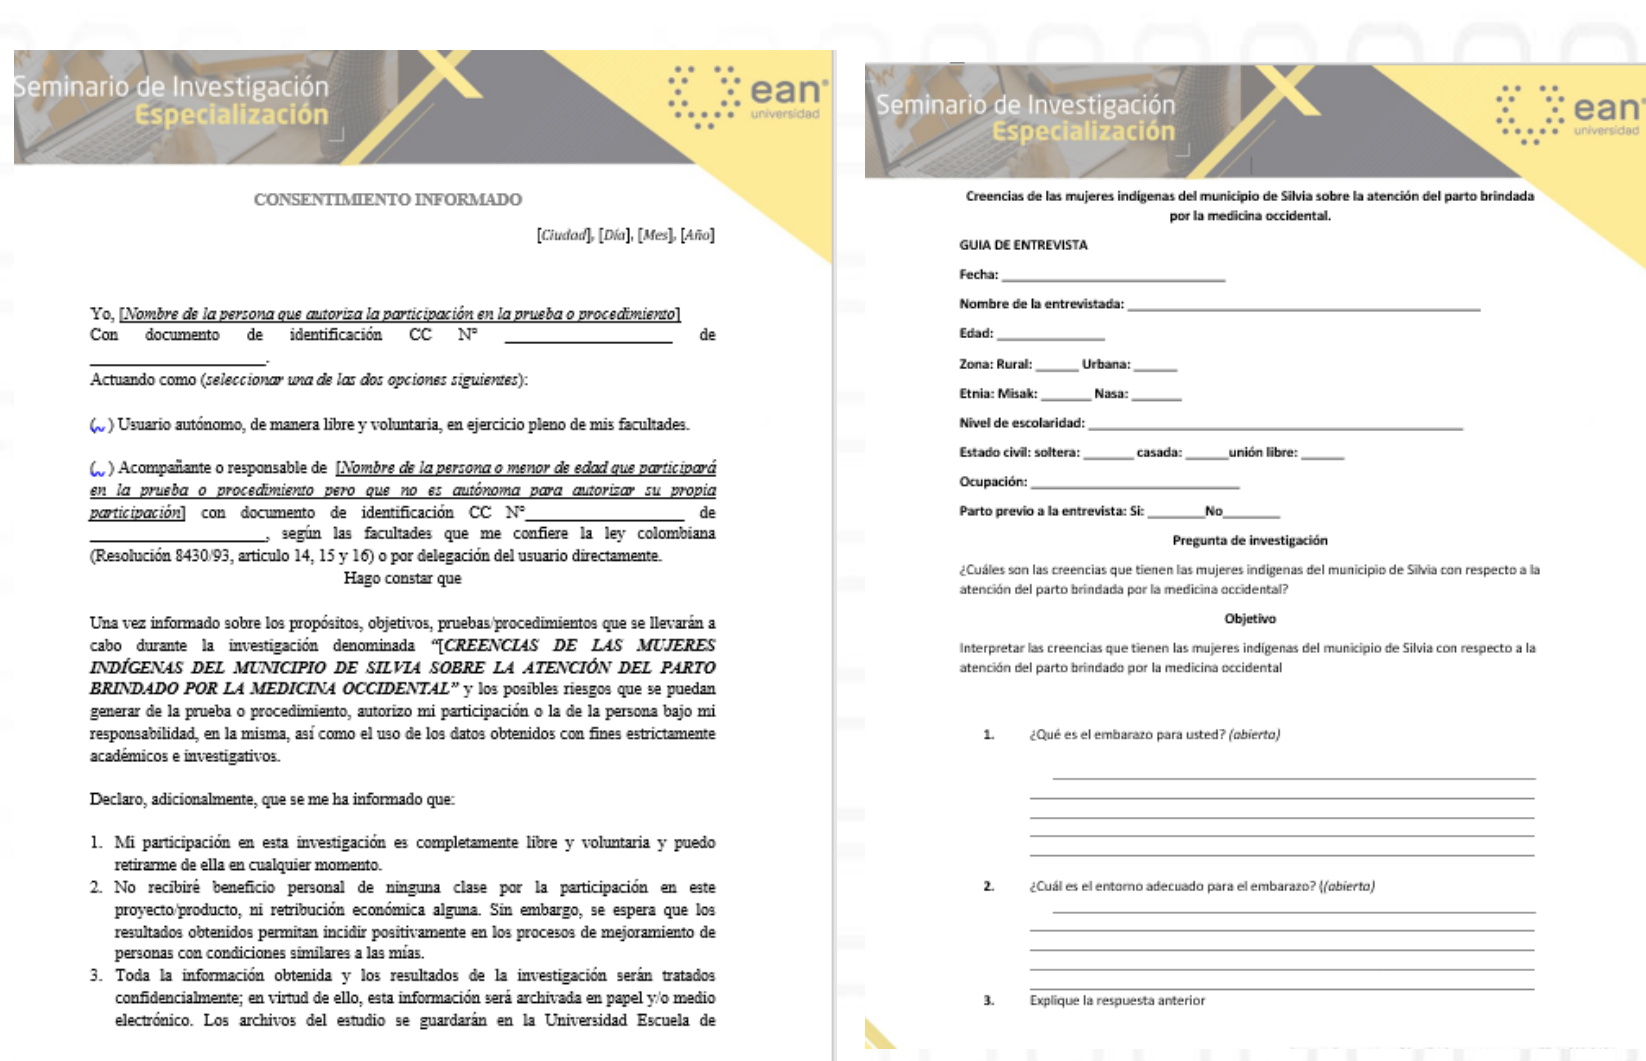 Seminario de Investigación
Especialización
ean
universidad
CONSENTIMIENTO INFORMADO
[Ciudad], [Día], [Mes], [Año]
Yo, [Nombre de la persona que autoriza la participación en la prueba o procedimiento]
Con documento de identificación CC N° ____________________ de
____________________.
Actuando como (seleccionar una de las dos opciones siguientes):
( ) Usuario autónomo, de manera libre y voluntaria, en ejercicio pleno de mis facultades.
( ) Acompañante o responsable de [Nombre de la persona o menor de edad que participará
en la prueba o procedimiento pero que no es autónoma para autorizar su propia
participación] con documento de identificación CC N°____________________ de
____________________, según las facultades que me confiere la ley colombiana
(Resolución 8430/93, articulo 14, 15 y 16) o por delegación del usuario directamente.
Hago constar que
Una vez informado sobre los propósitos, objetivos, pruebas/procedimientos que se llevarán a
cabo durante la investigación denominada “[CREENCIAS DE LAS MUJERES
INDÍGENAS DEL MUNICIPIO DE SILVIA SOBRE LA ATENCIÓN DEL PARTO
BRINDADO POR LA MEDICINA OCCIDENTAL” y los posibles riesgos que se puedan
generar de la prueba o procedimiento, autorizo mi participación o la de la persona bajo mi
responsabilidad, en la misma, así como el uso de los datos obtenidos con fines estrictamente
académicos e investigativos.
Declaro, adicionalmente, que se me ha informado que:
1. Mi participación en esta investigación es completamente libre y voluntaria y puedo
retirarme de ella en cualquier momento.
2. No recibiré beneficio personal de ninguna clase por la participación en este
proyecto/producto, ni retribución económica alguna. Sin embargo, se espera que los
resultados obtenidos permitan incidir positivamente en los procesos de mejoramiento de
personas con condiciones similares a las mías.
3. Toda la información obtenida y los resultados de la investigación serán tratados
confidencialmente; en virtud de ello, esta información será archivada en papel y/o medio
electrónico. Los archivos del estudio se guardarán en la Universidad Escuela de
Seminario de Investigación
Especialización
ean
universidad
Creencias de las mujeres indígenas del municipio de Silvia sobre la atención del parto brindada
por la medicina occidental.
GUIA DE ENTREVISTA
Fecha: ____________________
Nombre de la entrevistada: ____________________
Edad: ____________________
Zona: Rural: ______ Urbana: ______
Etnia: Misak: _______ Nasa: _______
Nivel de escolaridad: ____________________
Estado civil: soltera: _______ casada: ______unión libre: ______
Ocupación: ____________________
Parto previo a la entrevista: Si: ________No________
Pregunta de investigación
¿Cuáles son las creencias que tienen las mujeres indígenas del municipio de Silvia con respecto a la
atención del parto brindada por la medicina occidental?
Objetivo
Interpretar las creencias que tienen las mujeres indígenas del municipio de Silvia con respecto a la
atención del parto brindado por la medicina occidental
1. ¿Qué es el embarazo para usted? (abierta)
2. ¿Cuál es el entorno adecuado para el embarazo? ((abierta)
3. Explique la respuesta anterior